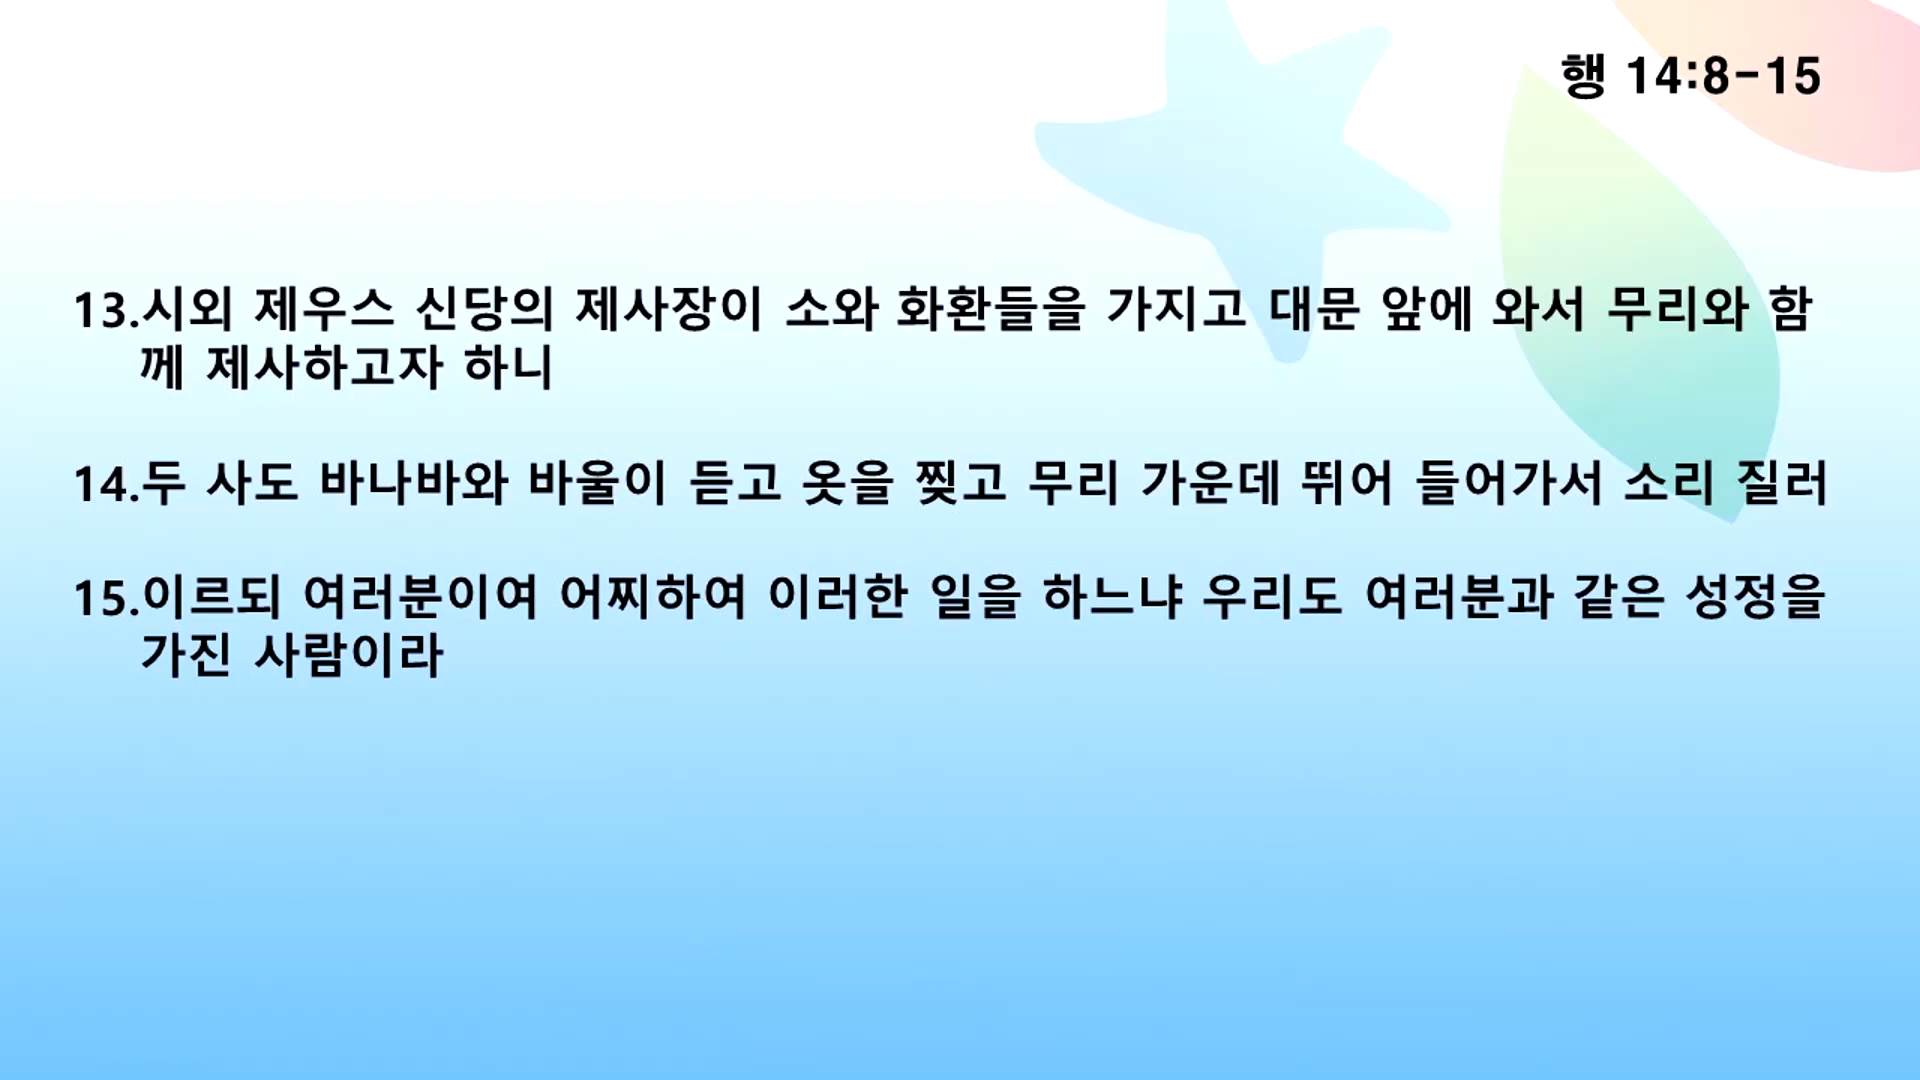 행 14:8-15
13.시외 제우스 신당의 제사장이 소와 화환들을 가지고 대문 앞에 와서 무리와 함
께 제사하고자 하니
14.두 사도 바나바와 바울이 듣고 옷을 찢고 무리 가운데 뛰어 들어가서 소리 질러
15.이르되 여러분이여 어찌하여 이러한 일을 하느냐 우리도 여러분과 같은 성정을
가진 사람이라